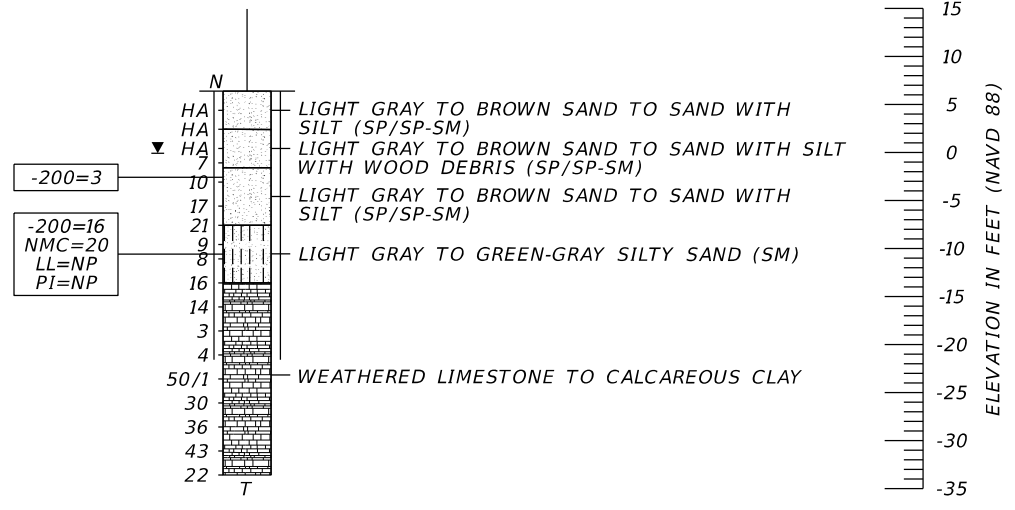 N
HA
HA
HA
7
10
17
21
9
8
16
14
3
4
50/1
30
36
43
22
T
-200=3
-200=16
NMC=20
LL=NP
PI=NP
LIGHT GRAY TO BROWN SAND TO SAND WITH
SILT (SP/SP-SM)
LIGHT GRAY TO BROWN SAND TO SAND WITH SILT
WITH WOOD DEBRIS (SP/SP-SM)
LIGHT GRAY TO BROWN SAND TO SAND WITH
SILT (SP/SP-SM)
LIGHT GRAY TO GREEN-GRAY SILTY SAND (SM)
WEATHERED LIMESTONE TO CALCAREOUS CLAY
15
10
5
0
-5
-10
-15
-20
-25
-30
-35
ELEVATION IN FEET (NAVD 88)